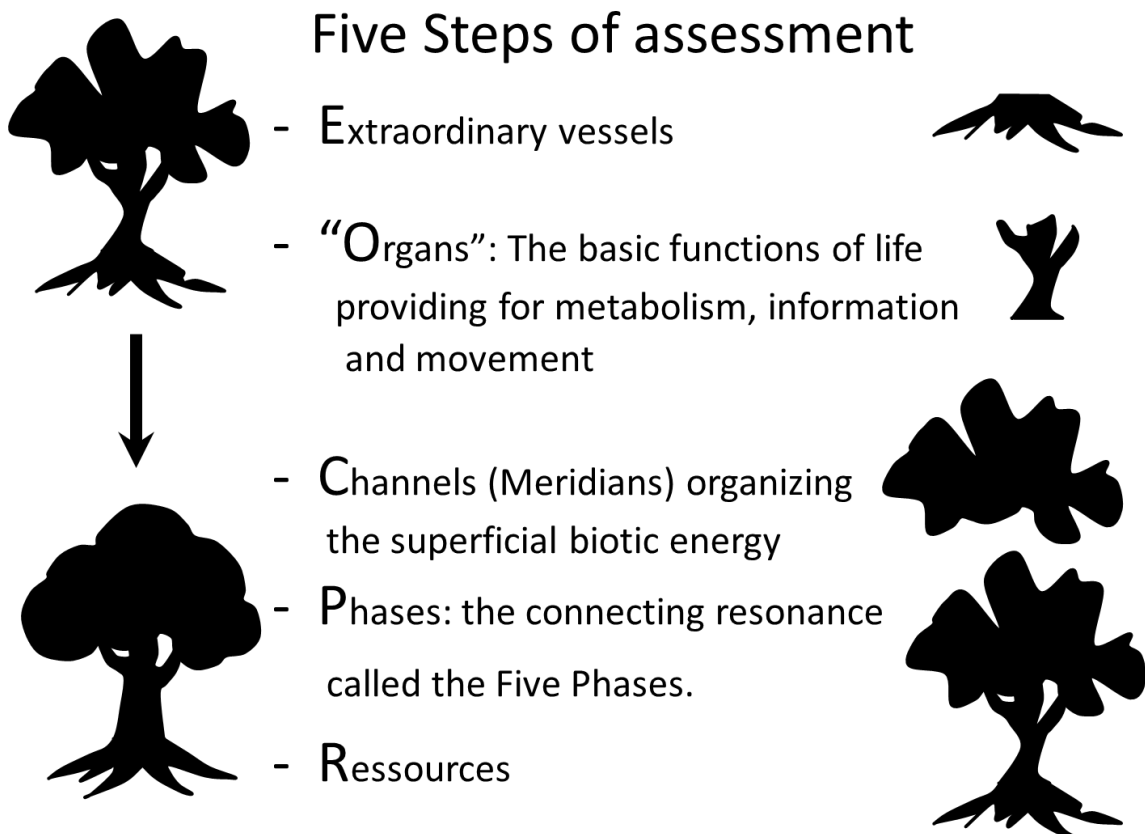 Five Steps of assessment
- Extraordinary vessels
- “Organs”: The basic functions of life
providing for metabolism, information
and movement
- Channels (Meridians) organizing
the superficial biotic energy
- Phases: the connecting resonance
called the Five Phases.
- Ressources